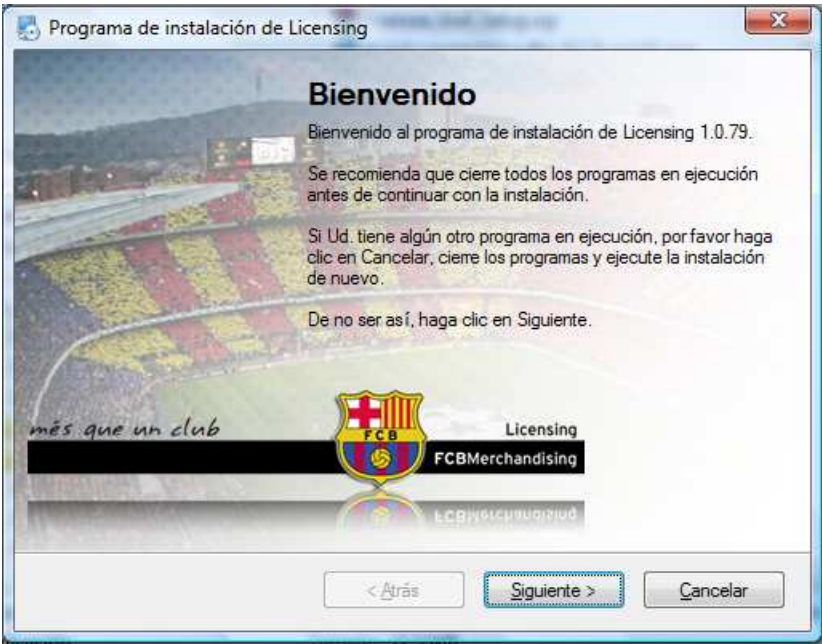 Programa de instalación de Licensing
Bienvenido
Bienvenido al programa de instalación de Licensing 1.0.79.
Se recomienda que cierre todos los programas en ejecución
antes de continuar con la instalación.
Si Ud. tiene algún otro programa en ejecución, por favor haga
clic en Cancelar, cierre los programas y ejecute la instalación
de nuevo.
De no ser así, haga clic en Siguiente.
més que un club
FCB
Licensing
FCBMerchandising
FCBMerchandising
< Atrás
Siguiente >
Cancelar